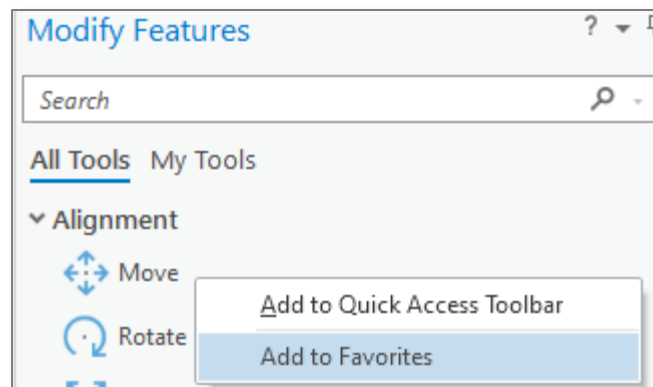 Modify Features ?
Search
All Tools My Tools
Alignment
Move
Add to Quick Access Toolbar
Rotate
Add to Favorites